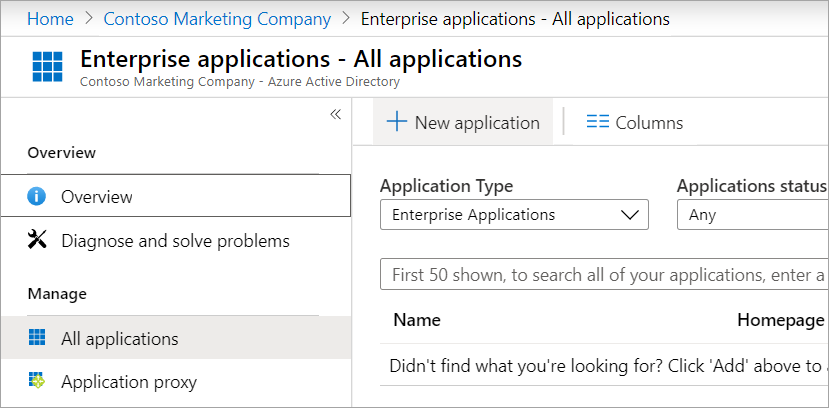 Home > Contoso Marketing Company > Enterprise applications - All applications
Enterprise applications - All applications
Contoso Marketing Company - Azure Active Directory
«
Overview
Overview
Diagnose and solve problems
Manage
All applications
Application proxy
+ New application
Columns
Application Type
Applications status
Enterprise Applications
Any
First 50 shown, to search all of your applications, enter a
Name
Homepage
Didn't find what you're looking for? Click 'Add' above to